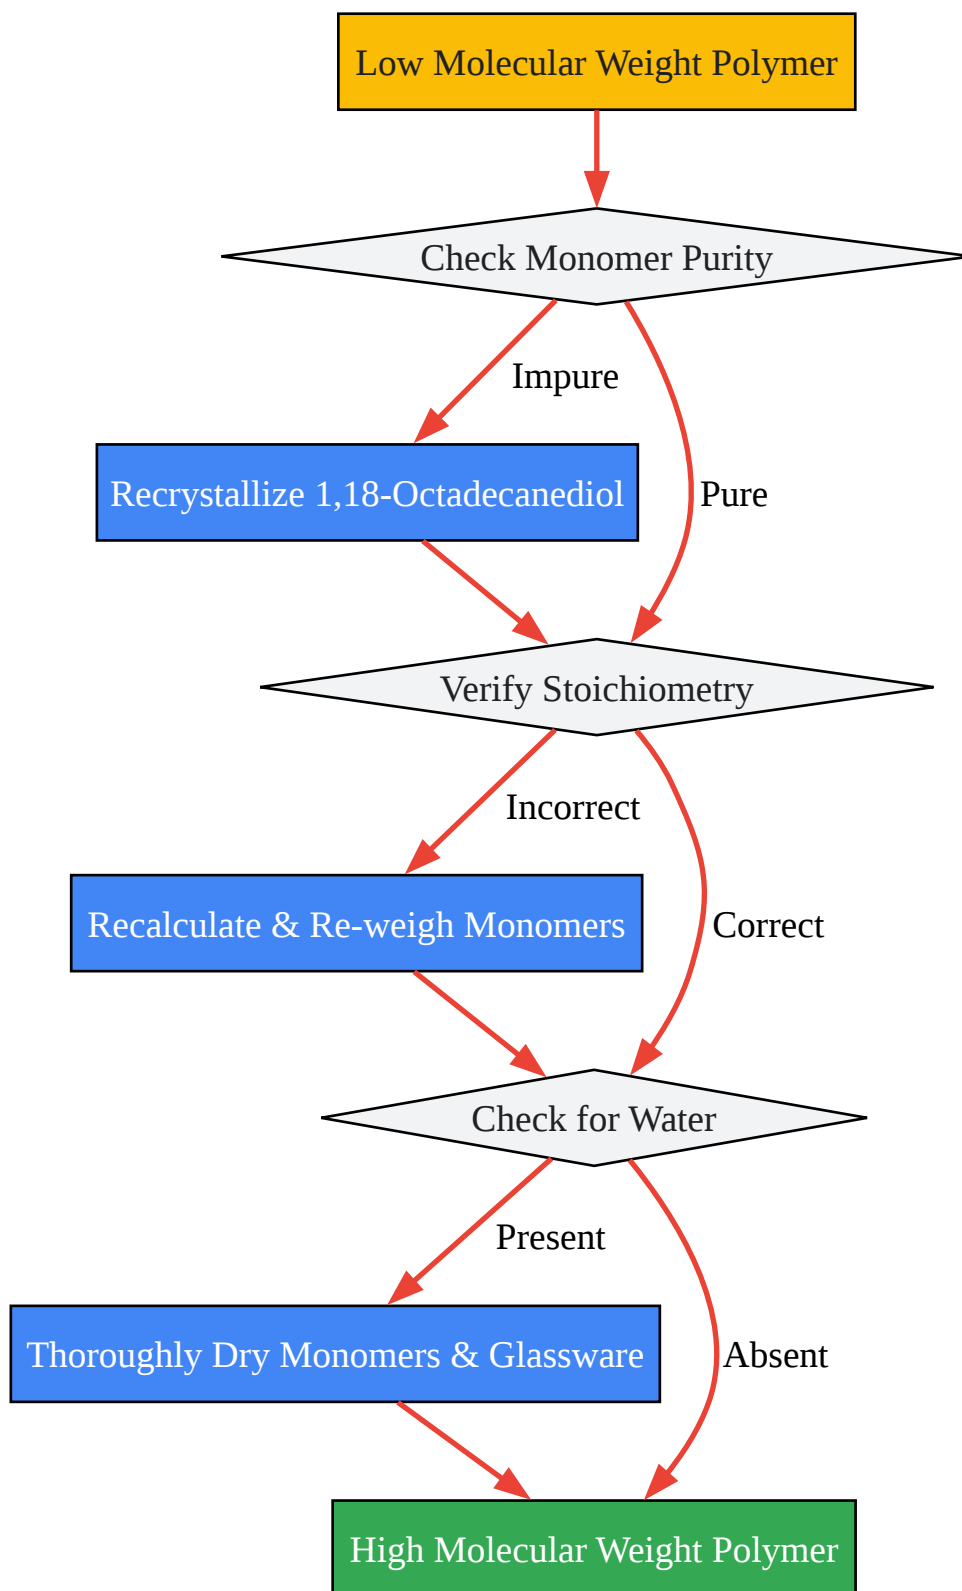 Low Molecular Weight Polymer
Check Monomer Purity
Impure
Recrystallize 1,18-Octadecanediol
Pure
Verify Stoichiometry
Incorrect
Recalculate & Re-weigh Monomers
Correct
Check for Water
Present
Thoroughly Dry Monomers & Glassware
Absent
High Molecular Weight Polymer